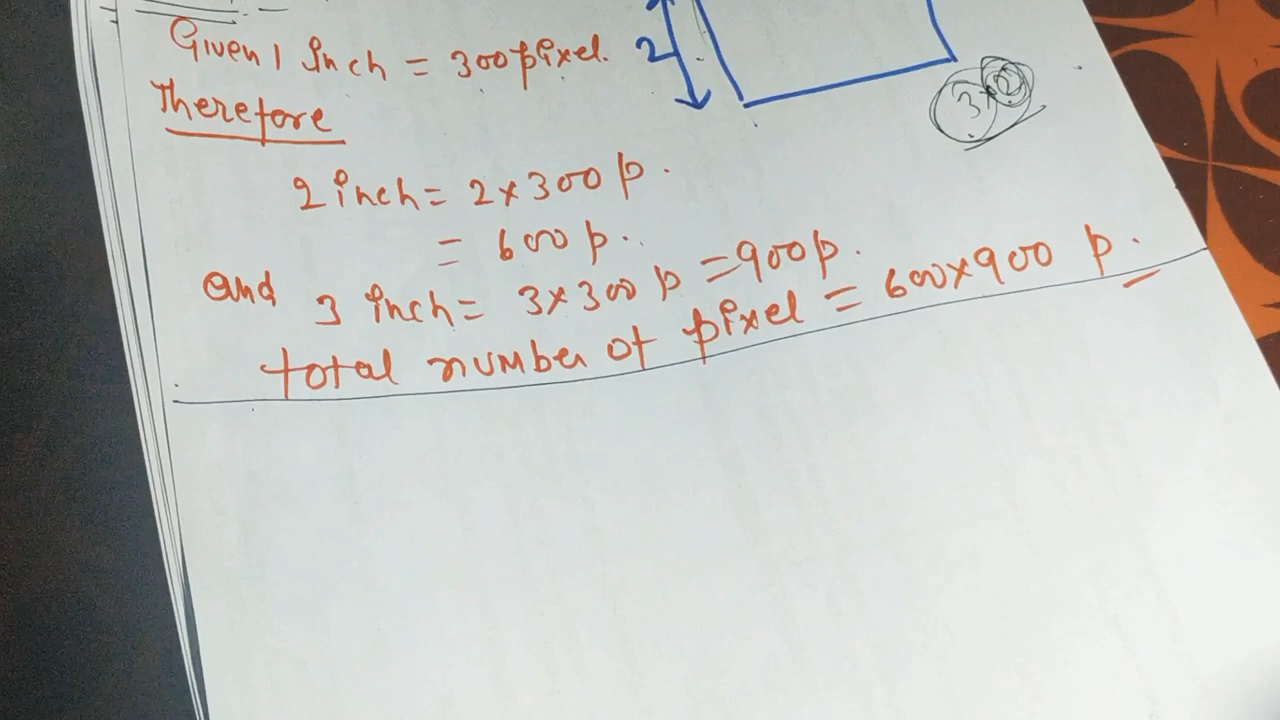 Given 1 inch = 300 pixel.
2
Therefore
3x
2 inch = 2 x 300 p.
= 600 p.
and 3 inch = 3 x 300 p = 900 p.
total number of pixel = 600 x 900 p.